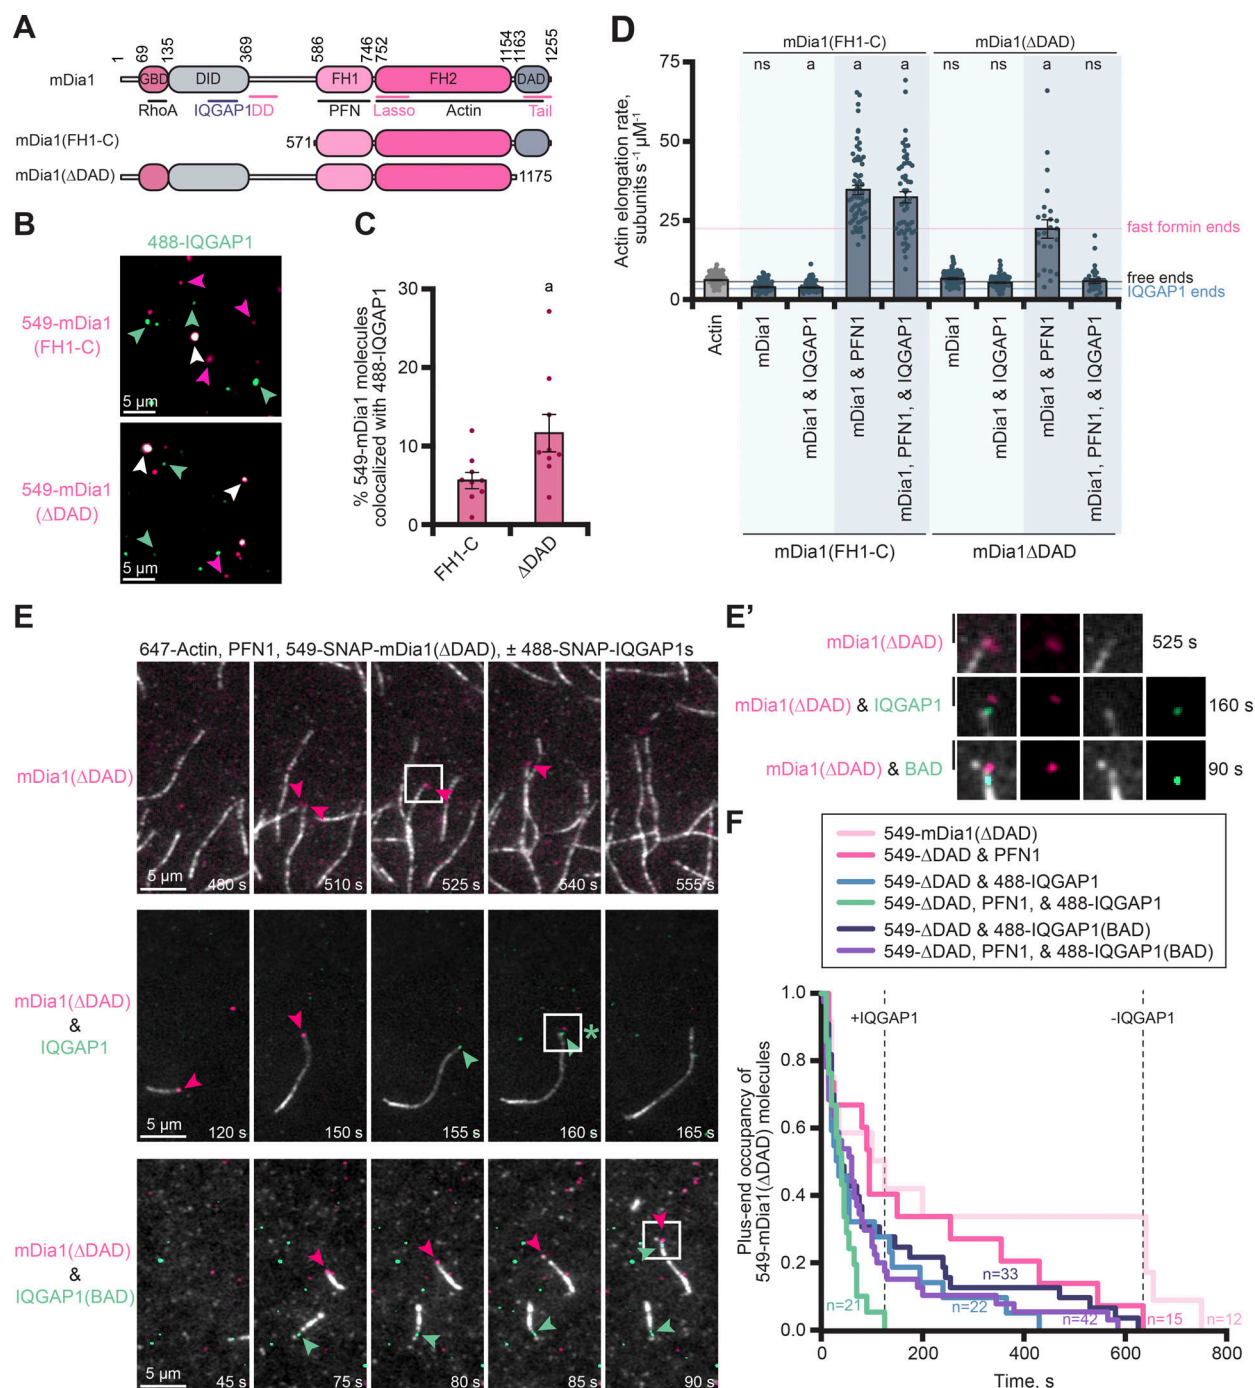 A
1
69
135
369
586
746
752
1154
1163
1255
mDia1
GBD
DID
FH1
FH2
DAD
RhoA
IQGAP1
DD
PFN
Lasso
Actin
Tail
mDia1(FH1-C)
571
mDia1(ΔDAD)
1175
B
488-IQGAP1
549-mDia1
(FH1-C)
5 µm
549-mDia1
(ΔDAD)
5 µm
C
% 549-mDia1 molecules
colocalized with 488-IQGAP1
30
20
10
0
a
FH1-C
ΔDAD
D
mDia1(FH1-C)
mDia1(ΔDAD)
ns a a a ns ns a ns
Actin elongation rate,
subunits s⁻¹ µM⁻¹
75
50
25
0
fast formin ends
free ends
IQGAP1 ends
Actin
mDia1
mDia1 & IQGAP1
mDia1 & PFN1
mDia1, PFN1, & IQGAP1
mDia1
mDia1 & IQGAP1
mDia1 & PFN1
mDia1, PFN1, & IQGAP1
mDia1(FH1-C)
mDia1ΔDAD
E
647-Actin, PFN1, 549-SNAP-mDia1(ΔDAD), ± 488-SNAP-IQGAP1s
mDia1(ΔDAD)
5 µm
480 s
510 s
525 s
540 s
555 s
mDia1(ΔDAD)
&
IQGAP1
*
5 µm
120 s
150 s
155 s
160 s
165 s
mDia1(ΔDAD)
&
IQGAP1(BAD)
5 µm
45 s
75 s
80 s
85 s
90 s
E'
mDia1(ΔDAD)
525 s
mDia1(ΔDAD) & IQGAP1
160 s
mDia1(ΔDAD) & BAD
90 s
F
549-mDia1(ΔDAD)
549-ΔDAD & PFN1
549-ΔDAD & 488-IQGAP1
549-ΔDAD, PFN1, & 488-IQGAP1
549-ΔDAD & 488-IQGAP1(BAD)
549-ΔDAD, PFN1, & 488-IQGAP1(BAD)
Plus-end occupancy of
549-mDia1(ΔDAD) molecules
1.0
0.8
0.6
0.4
0.2
0.0
+IQGAP1
-IQGAP1
n=33
n=21
n=22
n=42
n=15
n=12
0 200 400 600 800
Time, s